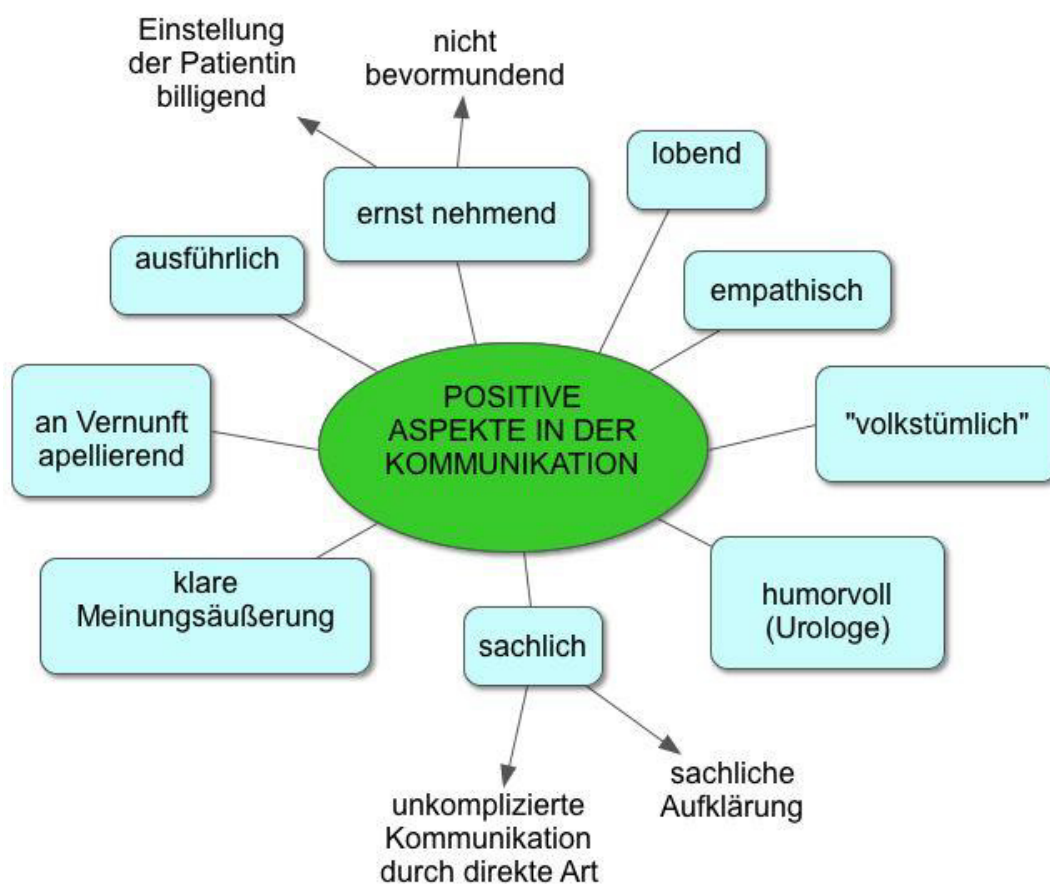 Einstellung
der Patientin
billigend
nicht
bevormundend
lobend
ernst nehmend
ausführlich
empathisch
POSITIVE
ASPEKTE IN DER
KOMMUNIKATION
an Vernunft
apellierend
"volkstümlich"
klare
Meinungsäußerung
humorvoll
(Urologe)
sachlich
sachliche
Aufklärung
unkomplizierte
Kommunikation
durch direkte Art